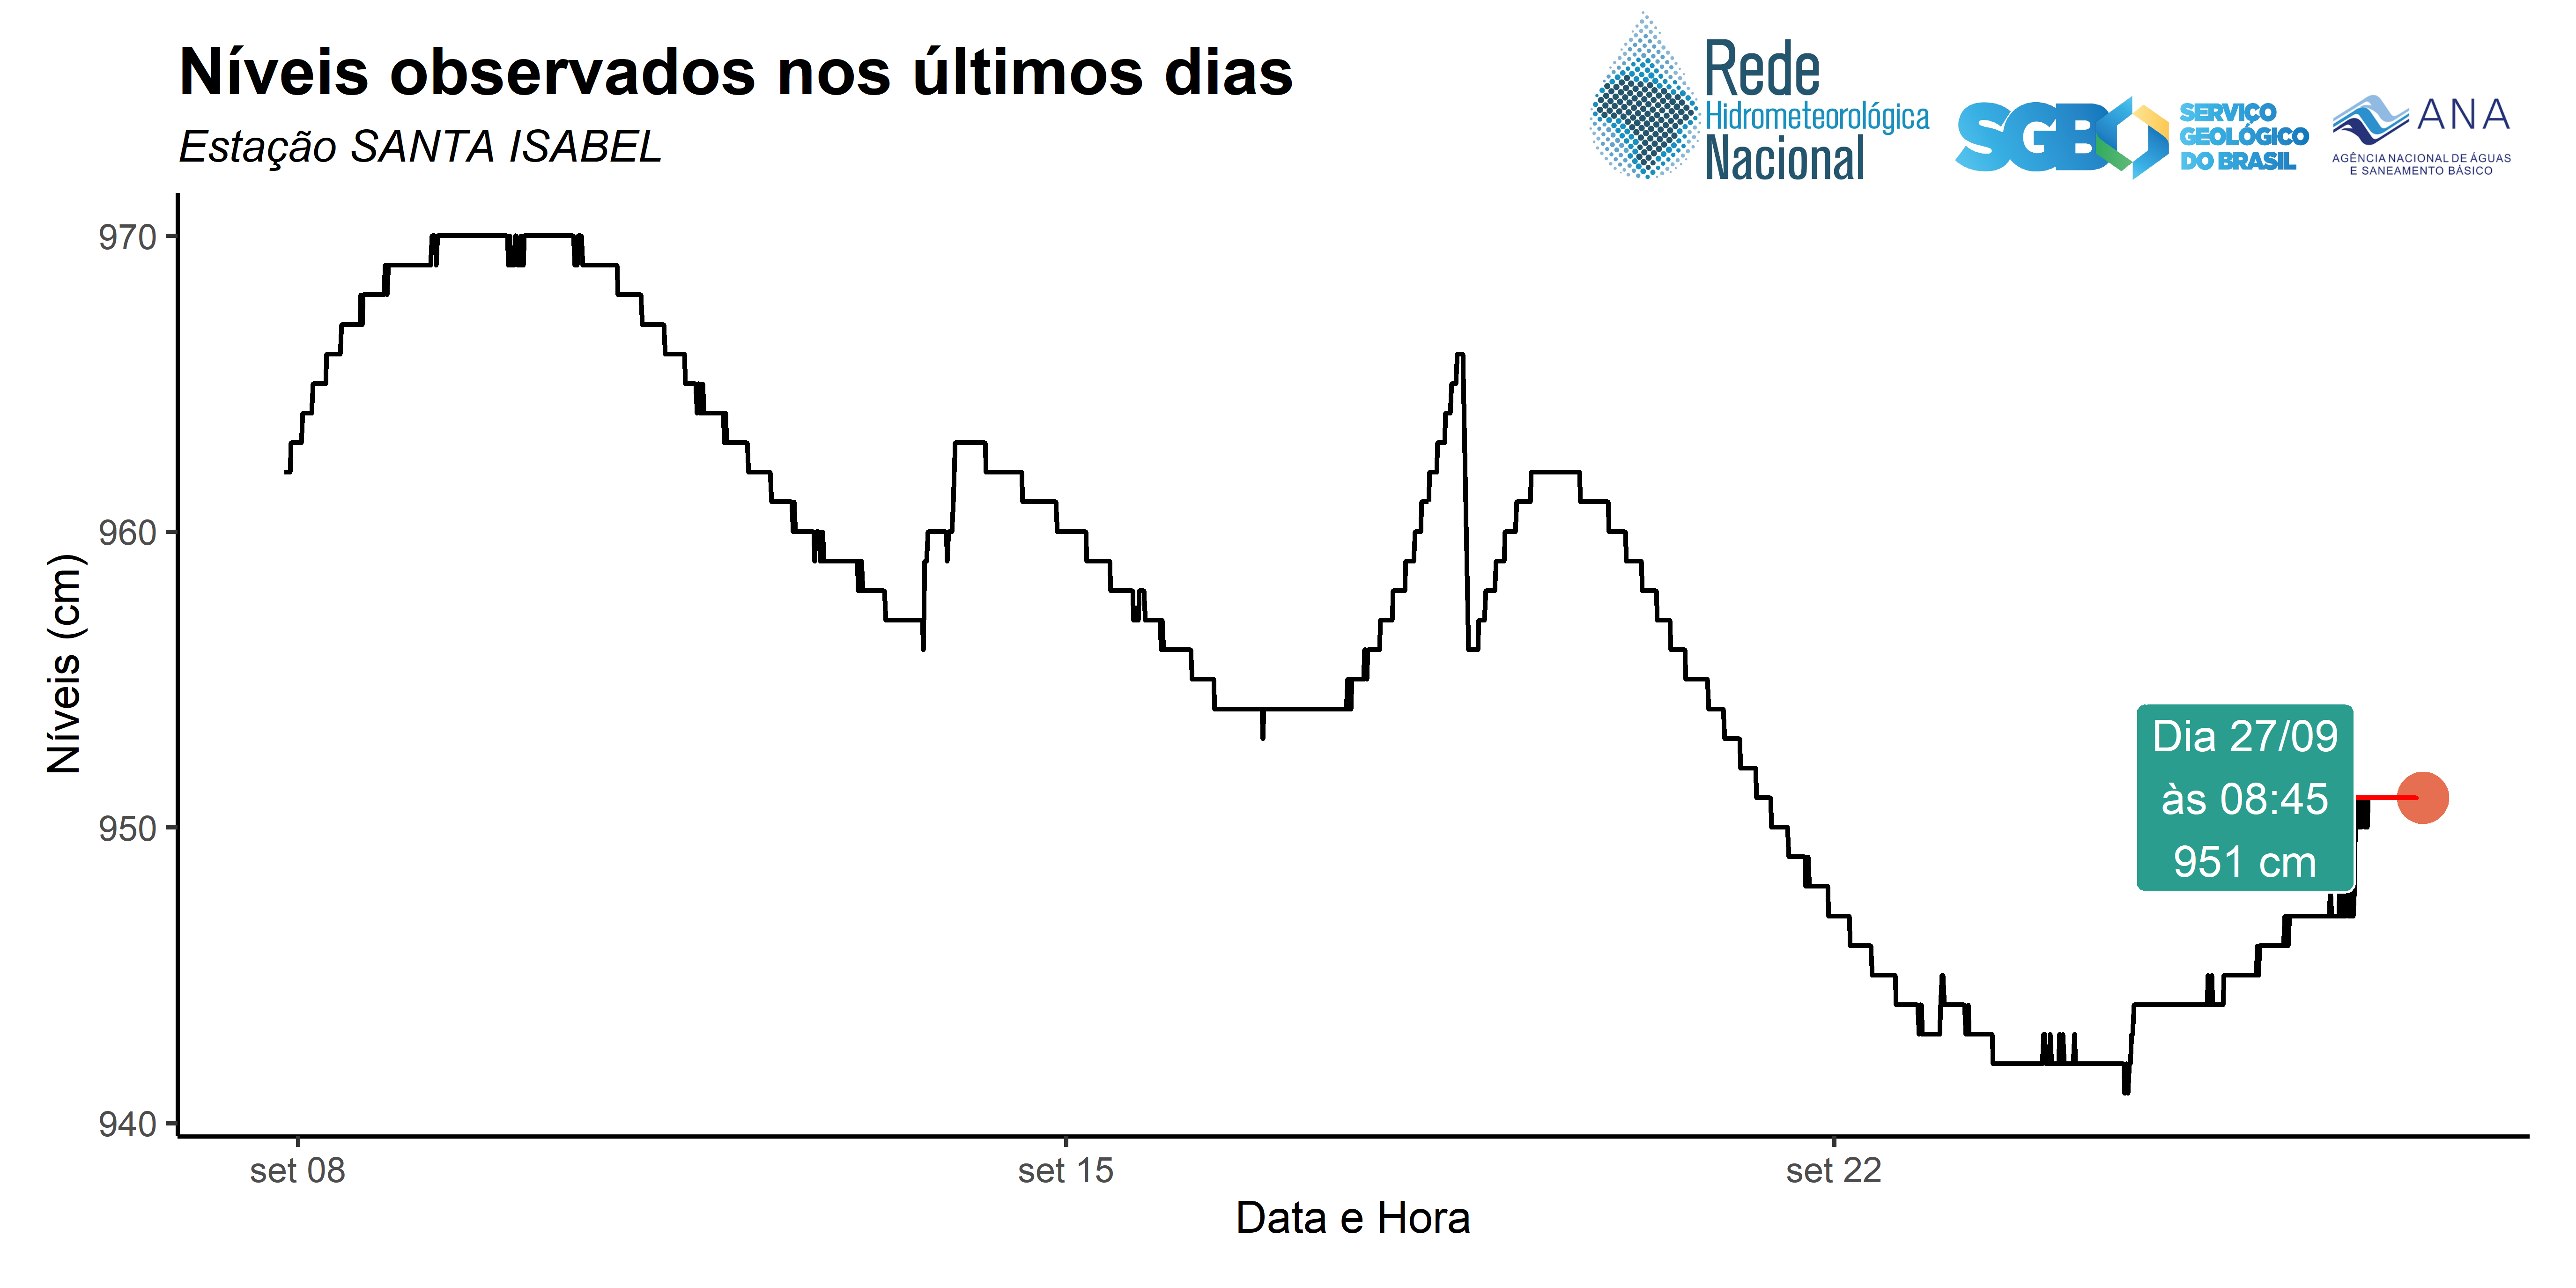 Níveis observados nos últimos dias
Estação SANTA ISABEL
Rede
Hidrometeorológica
Nacional
SGB
SERVIÇO
GEOLÓGICO
DO BRASIL
ANA
AGÊNCIA NACIONAL DE ÁGUAS
E SANEAMENTO BÁSICO
Níveis (cm)
970
960
950
940
Dia 27/09
às 08:45
951 cm
set 08
set 15
set 22
Data e Hora